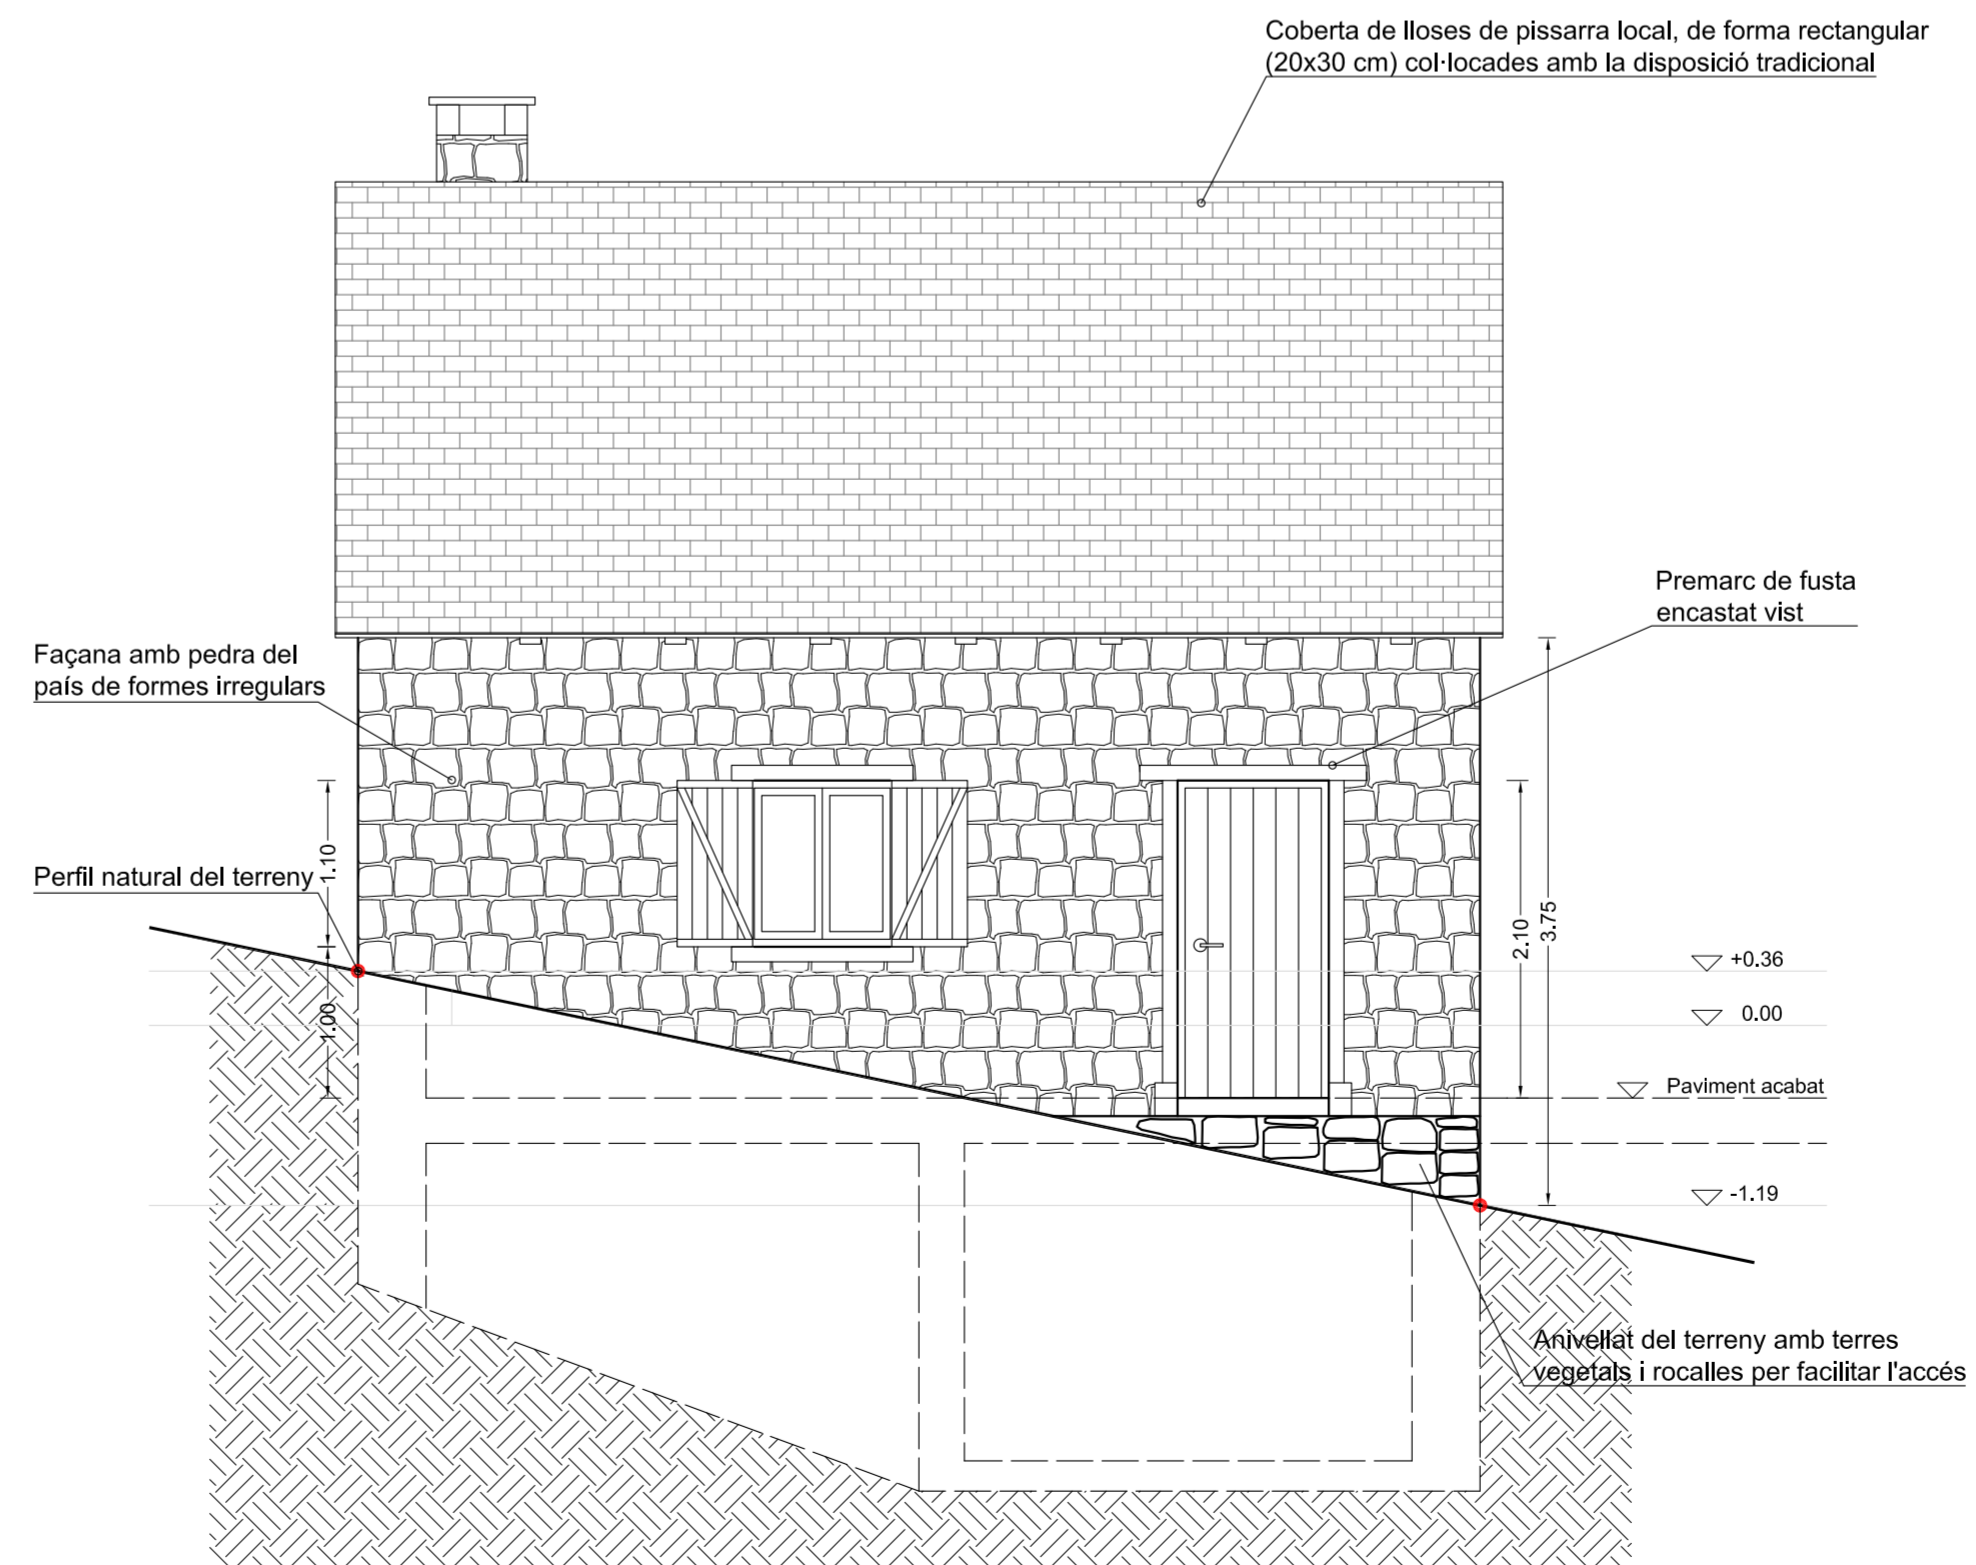 Coberta de lloses de pissarra local, de forma rectangular
(20x30 cm) col·locades amb la disposició tradicional
Premarc de fusta
encastat vist
Façana amb pedra del
país de formes irregulars
Perfil natural del terreny
1.10
1.00
2.10
3.75
+0.36
0.00
Paviment acabat
-1.19
Anivellat del terreny amb terres
vegetals i rocalles per facilitar l'accés